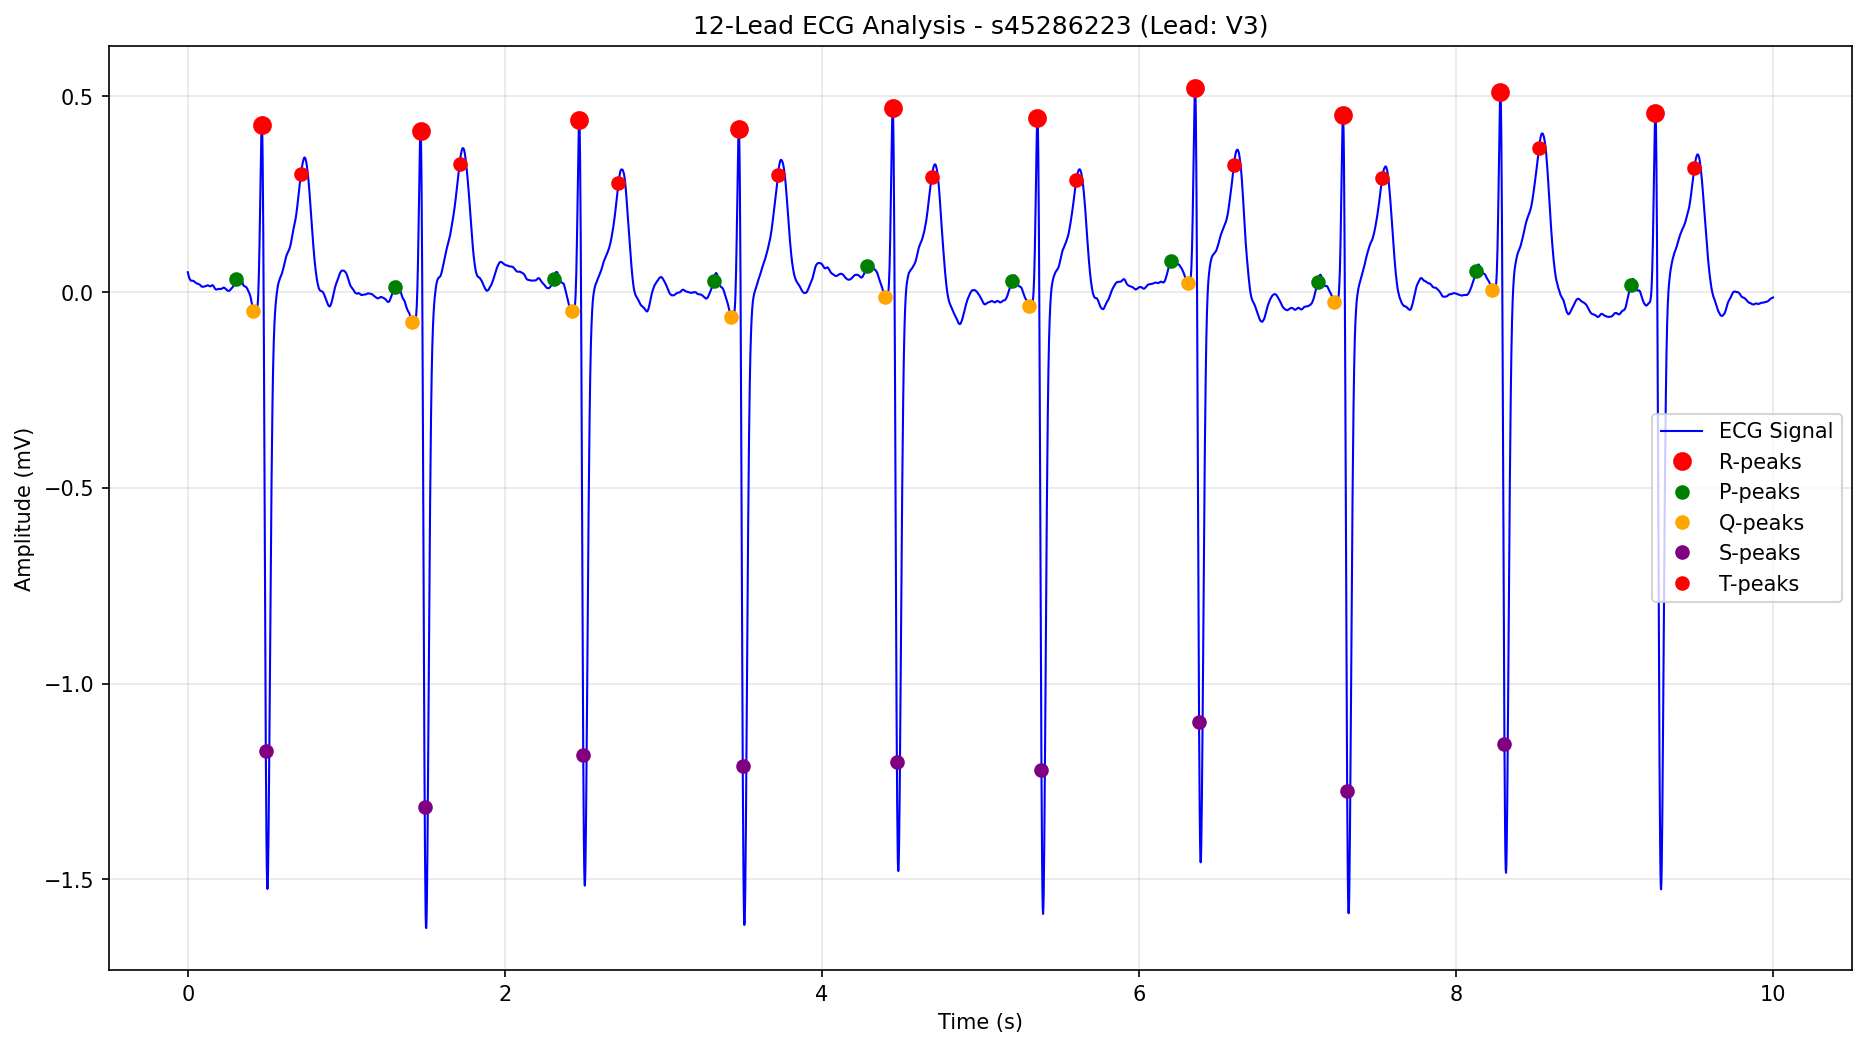 12-Lead ECG Analysis - s45286223 (Lead: V3)
Amplitude (mV)
0.5
0.0
−0.5
−1.0
−1.5
ECG Signal
R-peaks
P-peaks
Q-peaks
S-peaks
T-peaks
0 2 4 6 8 10
Time (s)